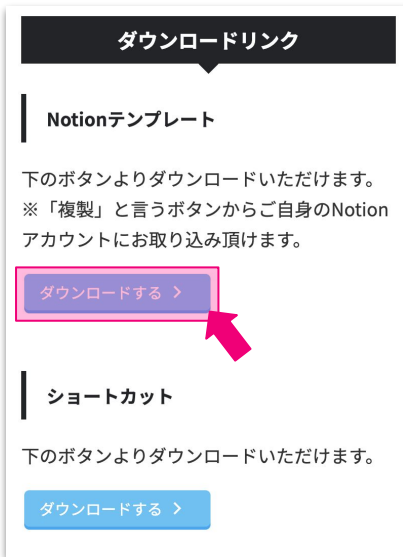 ダウンロードリンク
Notionテンプレート
下のボタンよりダウンロードいただけます。
※「複製」と言うボタンからご自身のNotion
アカウントにお取り込み頂けます。
ダウンロードする >
ショートカット
下のボタンよりダウンロードいただけます。
ダウンロードする >